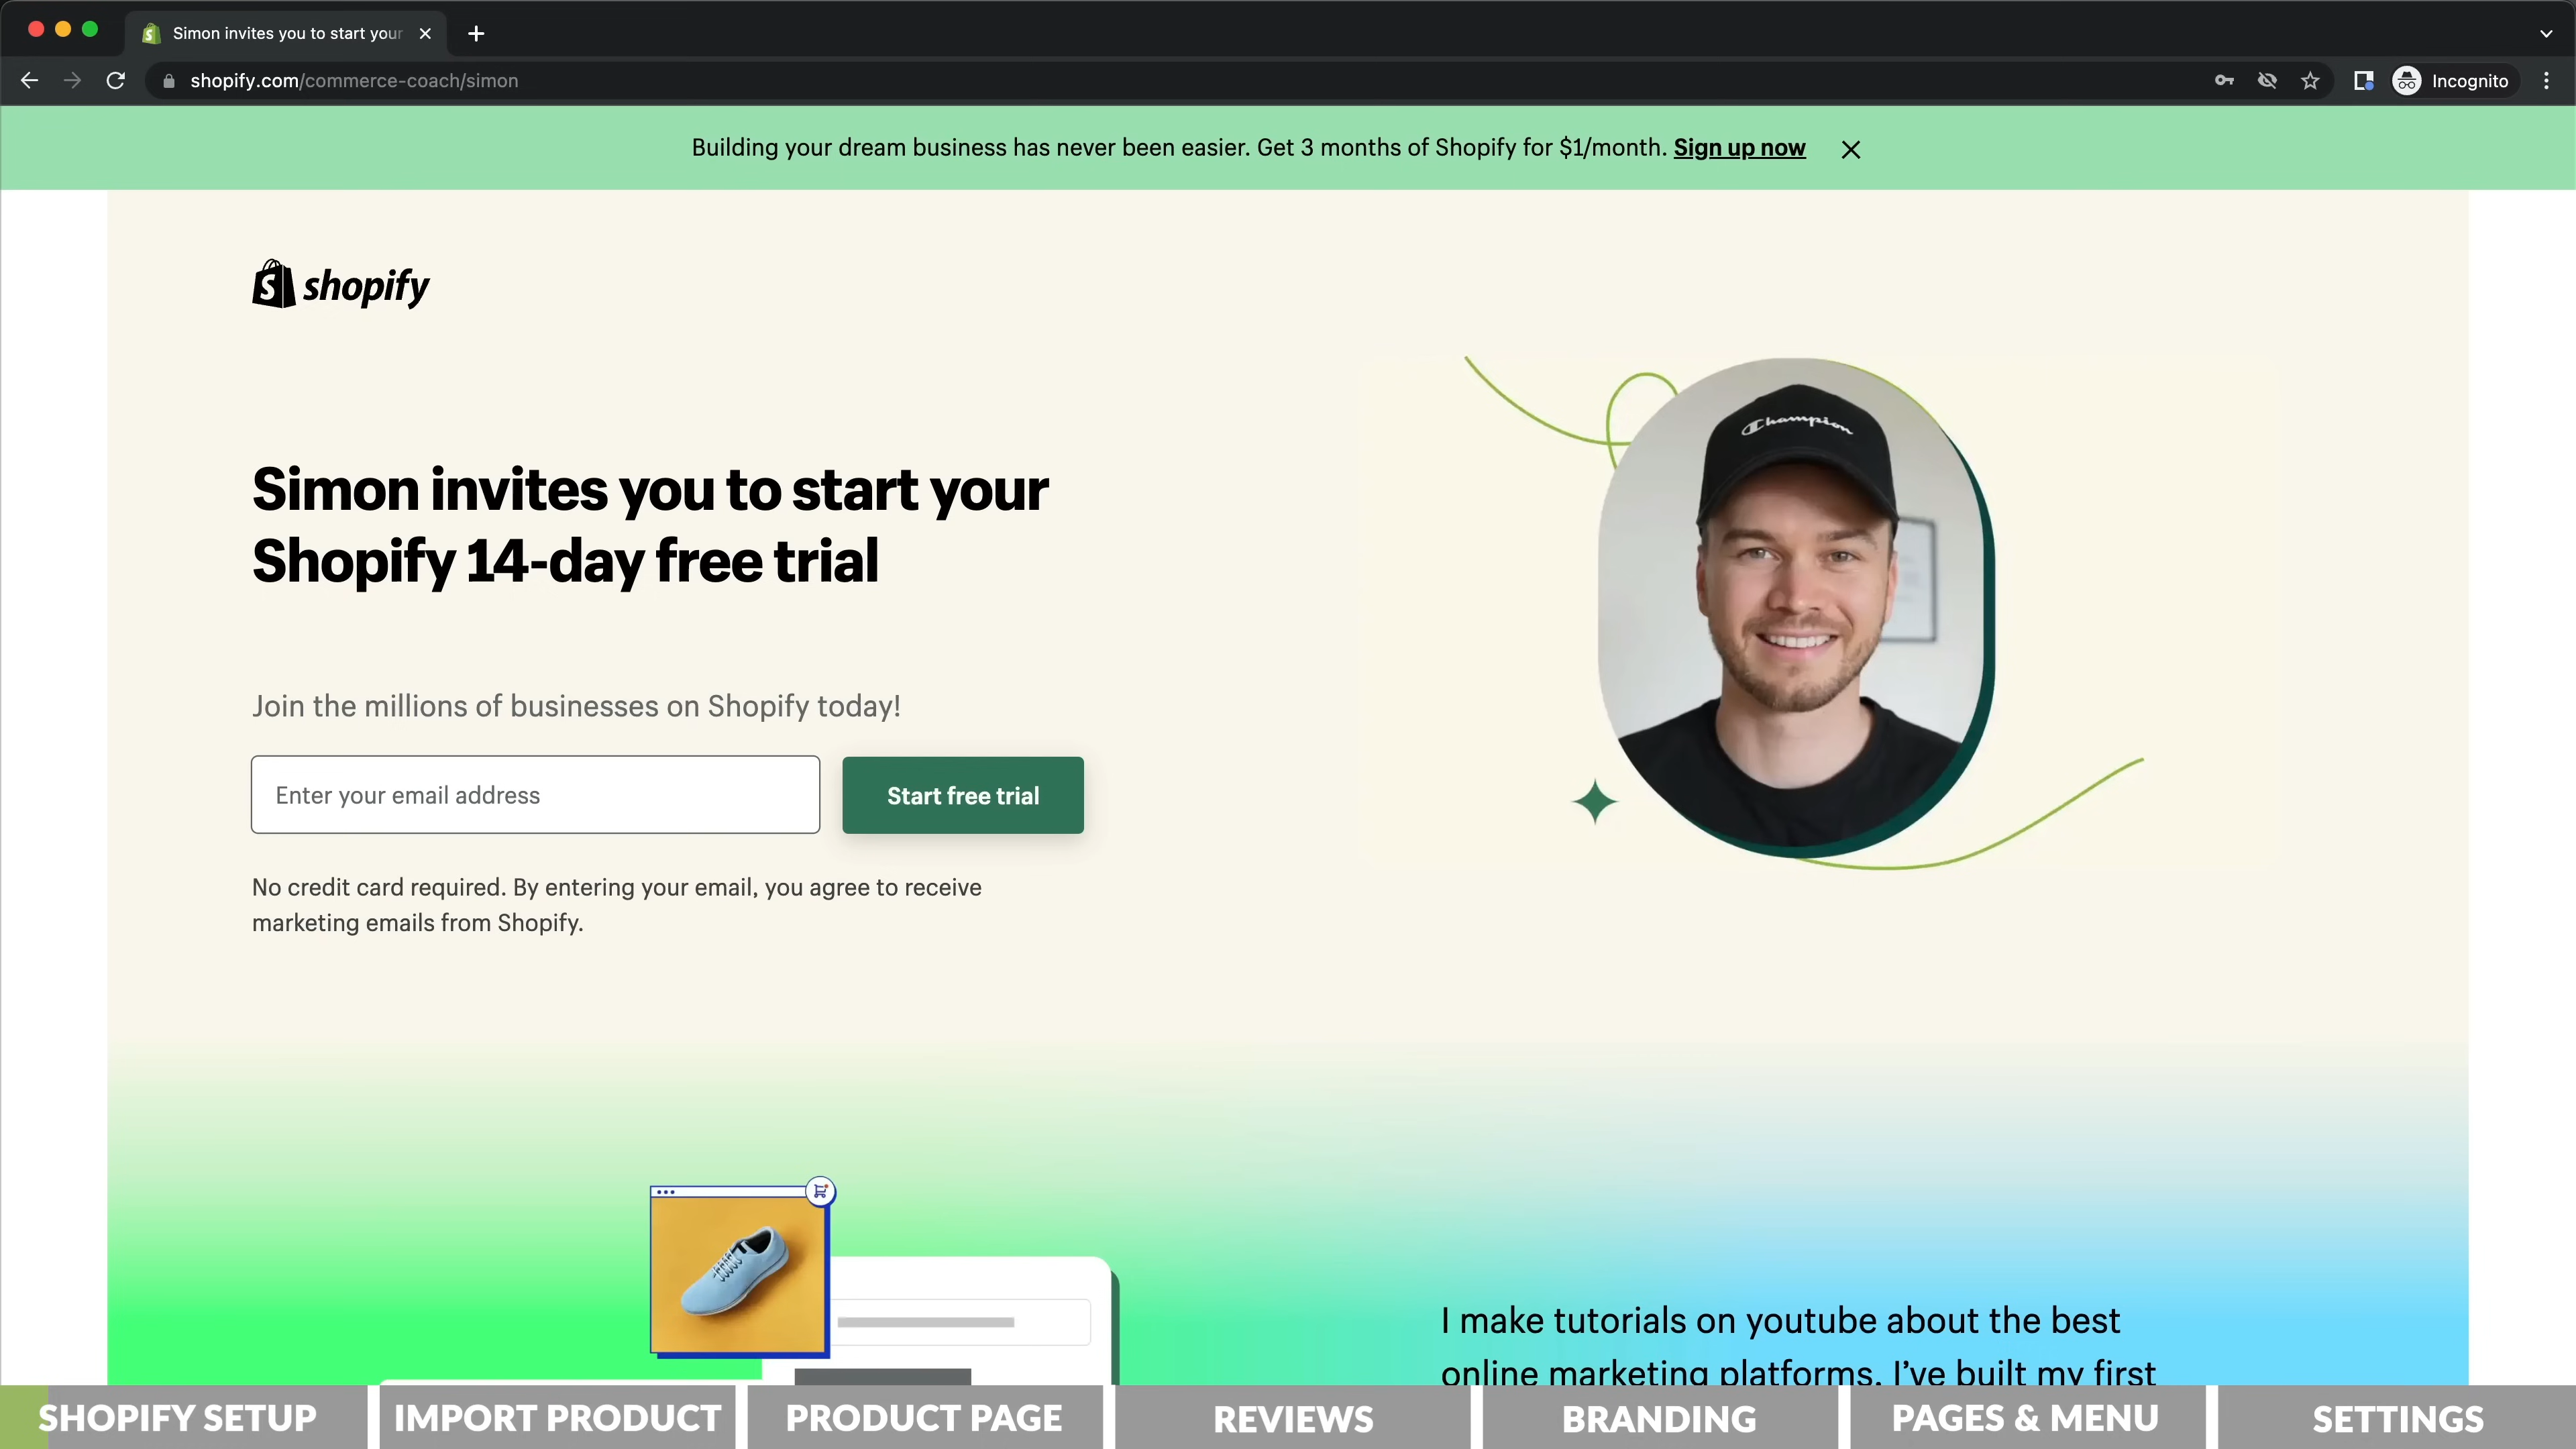 Simon invites you to start your
shopify.com/commerce-coach/simon
Incognito
Building your dream business has never been easier. Get 3 months of Shopify for $1/month. Sign up now
shopify
Champion
Simon invites you to start your
Shopify 14-day free trial
Join the millions of businesses on Shopify today!
Enter your email address
Start free trial
No credit card required. By entering your email, you agree to receive
marketing emails from Shopify.
I make tutorials on youtube about the best
online marketing platforms. I've built my first
SHOPIFY SETUP
IMPORT PRODUCT
PRODUCT PAGE
REVIEWS
BRANDING
PAGES & MENU
SETTINGS